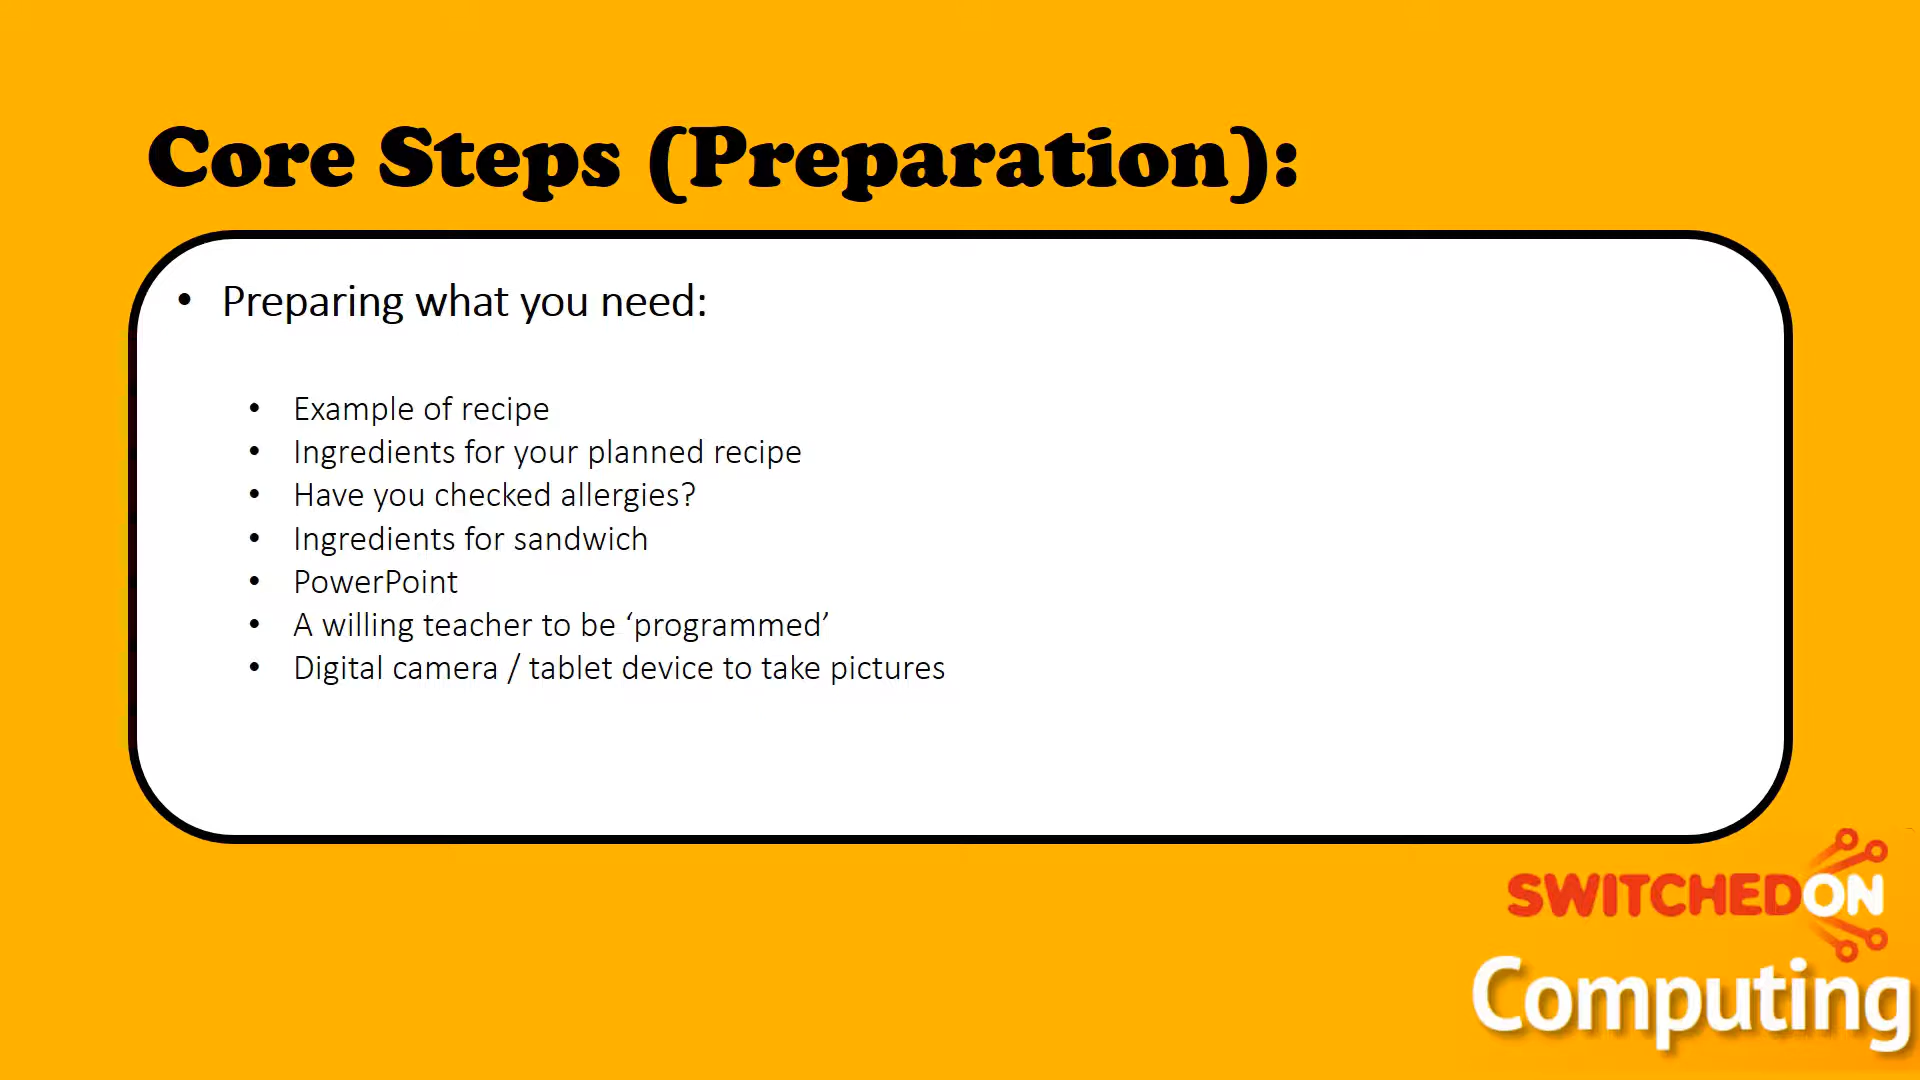 Core Steps (Preparation):
• Preparing what you need:
• Example of recipe
• Ingredients for your planned recipe
• Have you checked allergies?
• Ingredients for sandwich
• PowerPoint
• A willing teacher to be ‘programmed’
• Digital camera / tablet device to take pictures
SWITCHEDON
Computing